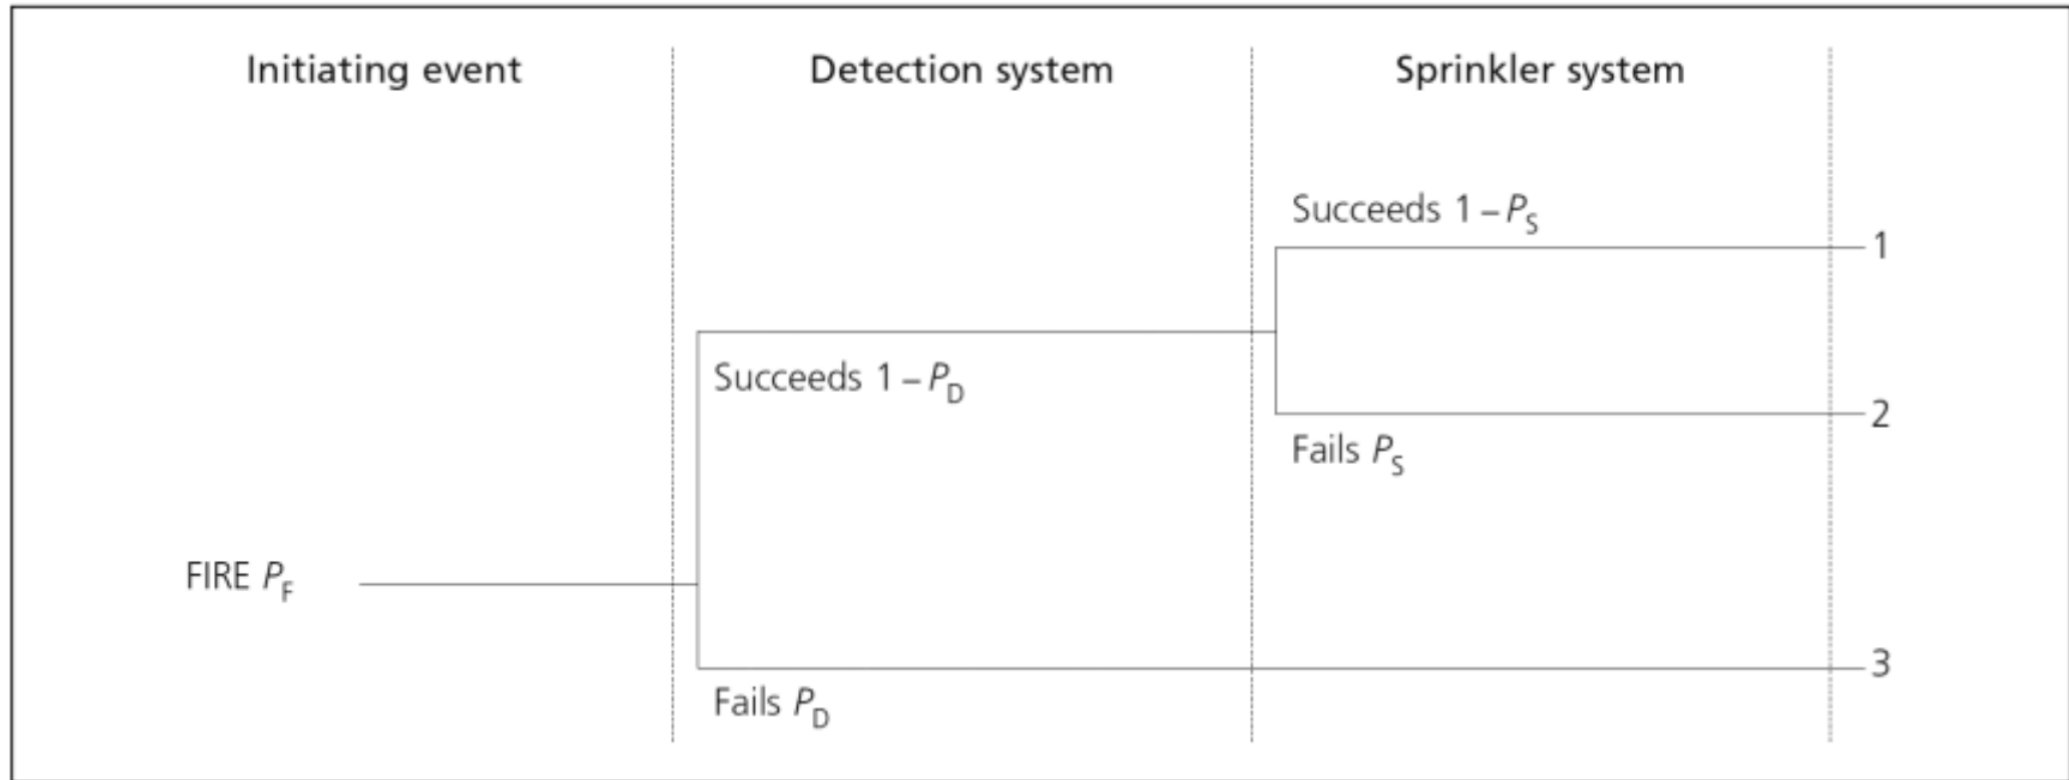 Initiating event
Detection system
Sprinkler system
Succeeds 1 – PS
1
Succeeds 1 – PD
2
Fails PS
FIRE PF
3
Fails PD